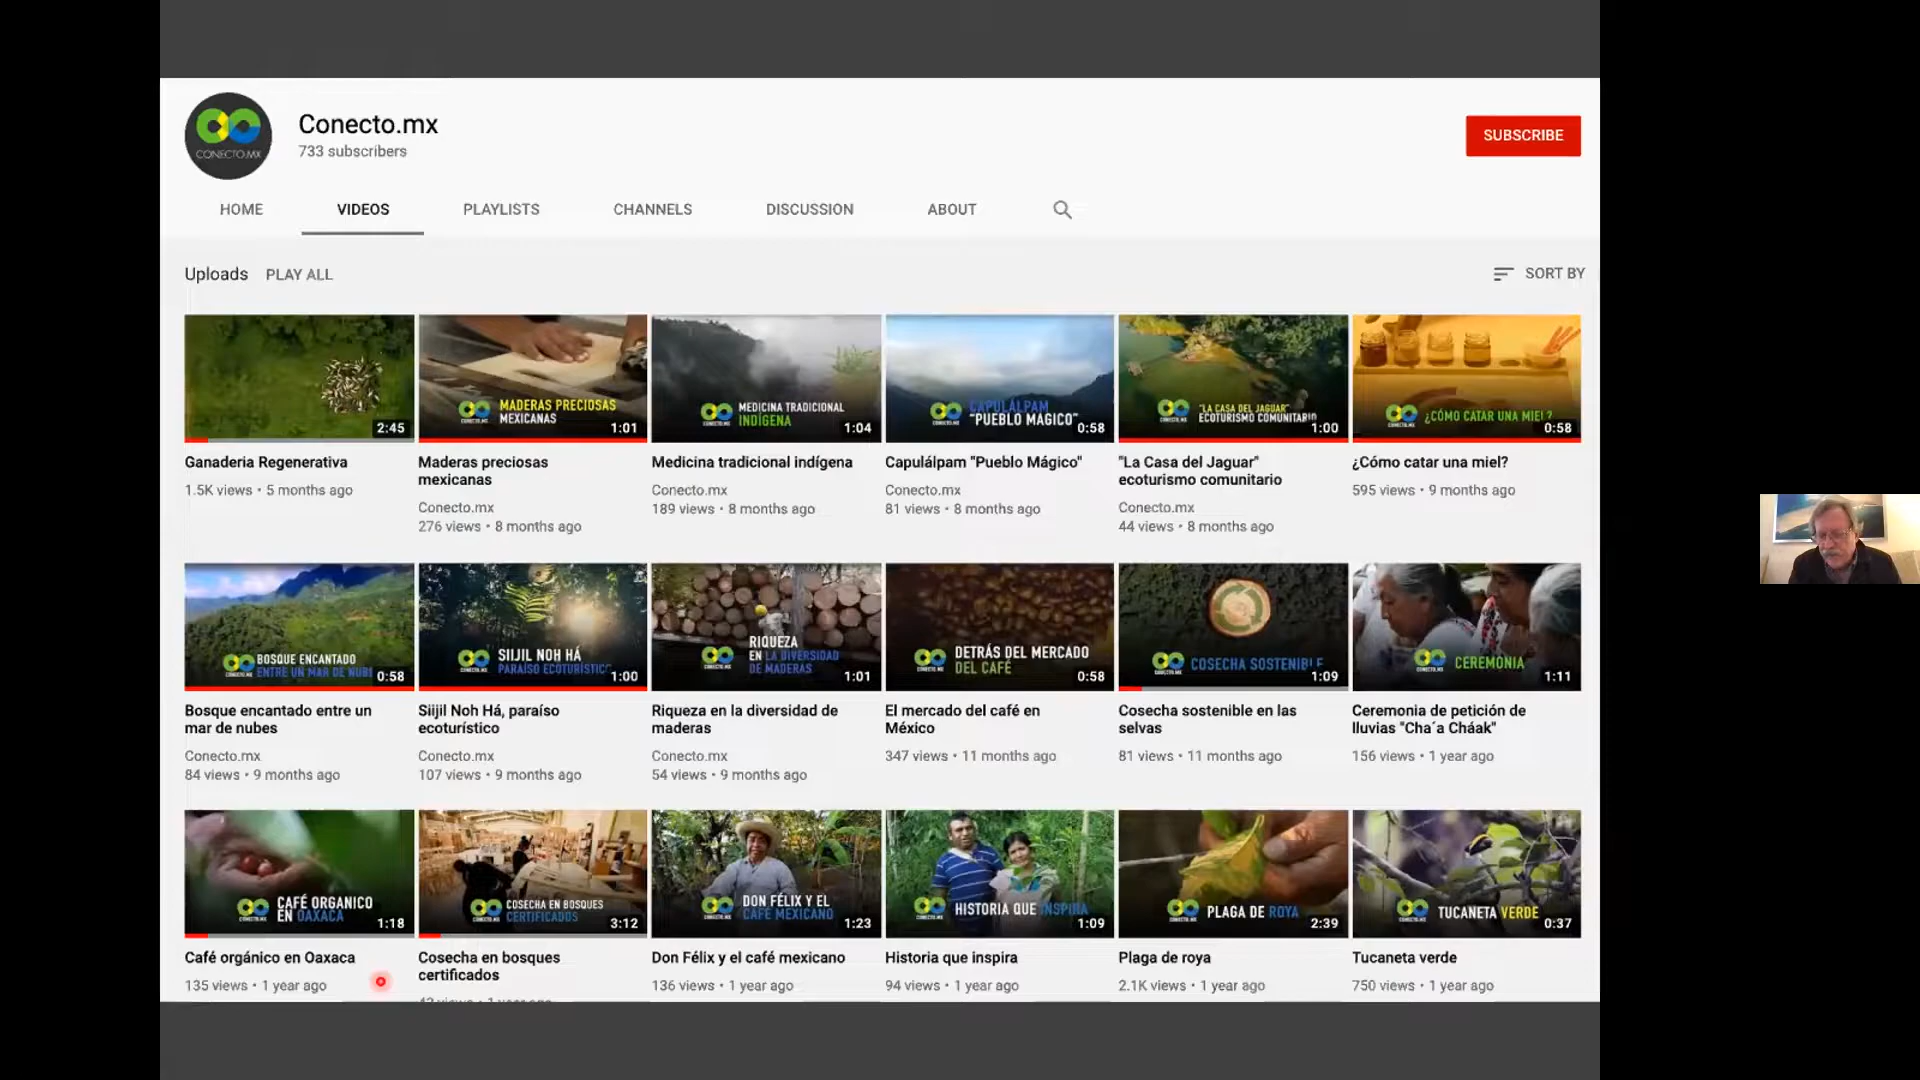 CONECTO.MX
Conecto.mx
733 subscribers
SUBSCRIBE
HOME
VIDEOS
PLAYLISTS
CHANNELS
DISCUSSION
ABOUT
Uploads PLAY ALL
SORT BY
2:45
MADERAS PRECIOSAS
MEXICANAS
1:01
MEDICINA TRADICIONAL
INDÍGENA
1:04
CAPULÁLPAM
"PUEBLO MÁGICO"
0:58
"LA CASA DEL JAGUAR"
ECOTURISMO COMUNITARIO
1:00
¿CÓMO CATAR UNA MIEL?
0:58
Ganaderia Regenerativa
1.5K views • 5 months ago
Maderas preciosas
mexicanas
Conecto.mx
276 views • 8 months ago
Medicina tradicional indígena
Conecto.mx
189 views • 8 months ago
Capulálpam "Pueblo Mágico"
Conecto.mx
81 views • 8 months ago
"La Casa del Jaguar"
ecoturismo comunitario
Conecto.mx
44 views • 8 months ago
¿Cómo catar una miel?
595 views • 9 months ago
BOSQUE ENCANTADO
ENTRE UN MAR DE NUBE
0:58
SIIJIL NOH HÁ
PARAÍSO ECOTURÍSTICO
1:00
RIQUEZA
EN LA DIVERSIDAD
DE MADERAS
1:01
DETRÁS DEL MERCADO
DEL CAFÉ
0:58
COSECHA SOSTENIBLE
1:09
CEREMONIA
1:11
Bosque encantado entre un
mar de nubes
Conecto.mx
84 views • 9 months ago
Siijil Noh Há, paraíso
ecoturístico
Conecto.mx
107 views • 9 months ago
Riqueza en la diversidad de
maderas
Conecto.mx
54 views • 9 months ago
El mercado del café en
México
347 views • 11 months ago
Cosecha sostenible en las
selvas
81 views • 11 months ago
Ceremonia de petición de
lluvias "Cha´a Cháak"
156 views • 1 year ago
CAFÉ ORGANICO
EN OAXACA
1:18
COSECHA EN BOSQUES
CERTIFICADOS
3:12
DON FÉLIX Y EL
CAFÉ MEXICANO
1:23
HISTORIA QUE INSPIRA
1:09
PLAGA DE ROYA
2:39
TUCANETA VERDE
0:37
Café orgánico en Oaxaca
135 views • 1 year ago
Cosecha en bosques
certificados
Don Félix y el café mexicano
136 views • 1 year ago
Historia que inspira
94 views • 1 year ago
Plaga de roya
2.1K views • 1 year ago
Tucaneta verde
750 views • 1 year ago